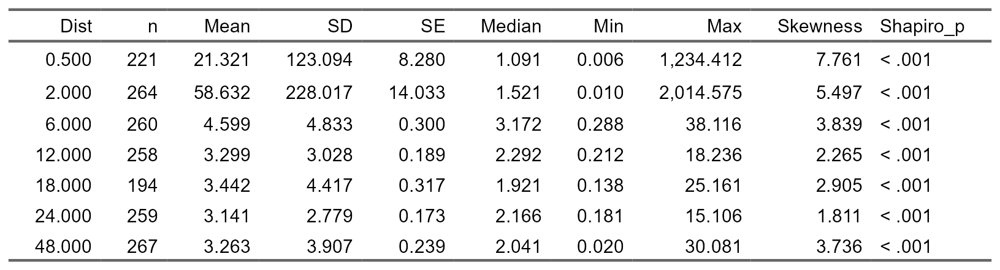 Dist n Mean SD SE Median Min Max Skewness Shapiro_p
0.500 221 21.321 123.094 8.280 1.091 0.006 1,234.412 7.761 < .001
2.000 264 58.632 228.017 14.033 1.521 0.010 2,014.575 5.497 < .001
6.000 260 4.599 4.833 0.300 3.172 0.288 38.116 3.839 < .001
12.000 258 3.299 3.028 0.189 2.292 0.212 18.236 2.265 < .001
18.000 194 3.442 4.417 0.317 1.921 0.138 25.161 2.905 < .001
24.000 259 3.141 2.779 0.173 2.166 0.181 15.106 1.811 < .001
48.000 267 3.263 3.907 0.239 2.041 0.020 30.081 3.736 < .001